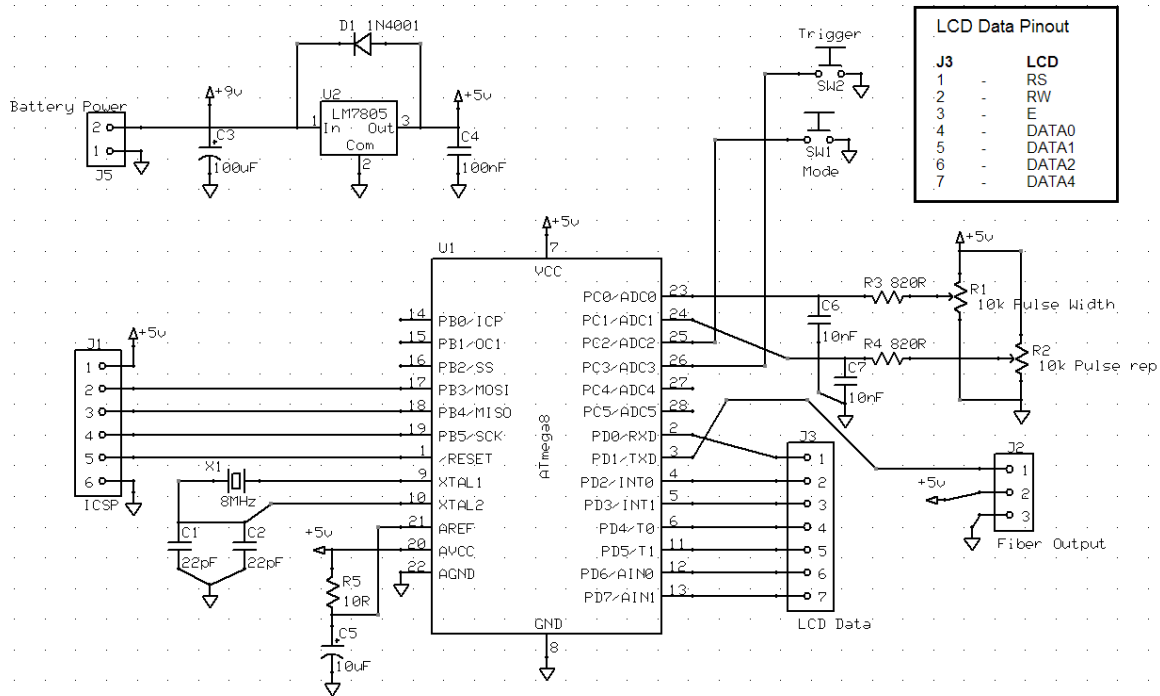 LCD Data Pinout
J3 LCD
1 - RS
2 - RW
3 - E
4 - DATA0
5 - DATA1
6 - DATA2
7 - DATA4
D1 1N4001
Trigger
SW2
+9v
U2
+5v
Battery Power
LM7805
1 In Out 3
Com
2
2
1
J5
C3
100uF
C4
100nF
SW1
Mode
+5v
7
U1
VCC
ATmega8
14 PB0/ICP
15 PB1/OC1
16 PB2/SS
17 PB3/MOSI
18 PB4/MISO
19 PB5/SCK
1 /RESET
9 XTAL1
10 XTAL2
21 AREF
20 AVCC
22 AGND
GND
8
PC0/ADC0 23
PC1/ADC1 24
PC2/ADC2 25
PC3/ADC3 26
PC4/ADC4 27
PC5/ADC5 28
PD0/RXD 2
PD1/TXD 3
PD2/INT0 4
PD3/INT1 5
PD4/T0 6
PD5/T1 11
PD6/AIN0 12
PD7/AIN1 13
+5v
J1
1
2
3
4
5
6
ICSP
X1
8MHz
C1
22pF
C2
22pF
+5v
R5
10R
C5
10uF
+5v
R3 820R
R1
10k Pulse Width
C6
10nF
R4 820R
R2
10k Pulse rep
C7
10nF
J3
1
2
3
4
5
6
7
LCD Data
J2
1
+5v
2
3
Fiber Output